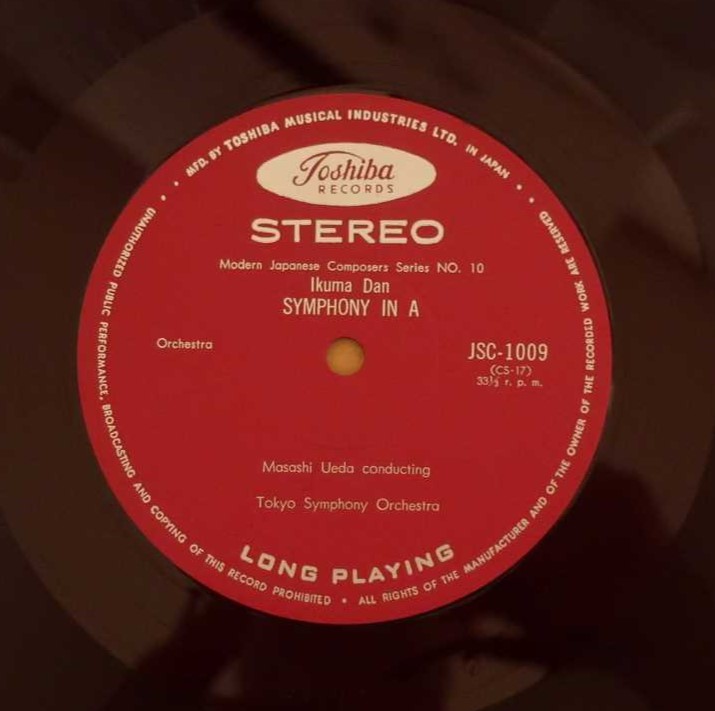 MFD. BY TOSHIBA MUSICAL INDUSTRIES LTD. IN JAPAN
Toshiba
RECORDS
STEREO
Modern Japanese Composers Series NO. 10
Ikuma Dan
SYMPHONY IN A
Orchestra
JSC-1009
(CS-17)
33⅓ r. p. m.
Masashi Ueda conducting
Tokyo Symphony Orchestra
LONG PLAYING
UNAUTHORIZED PUBLIC PERFORMANCE, BROADCASTING AND COPYING OF THIS RECORD PROHIBITED • ALL RIGHTS OF THE MANUFACTURER AND OF THE OWNER OF THE RECORDED WORK ARE RESERVED